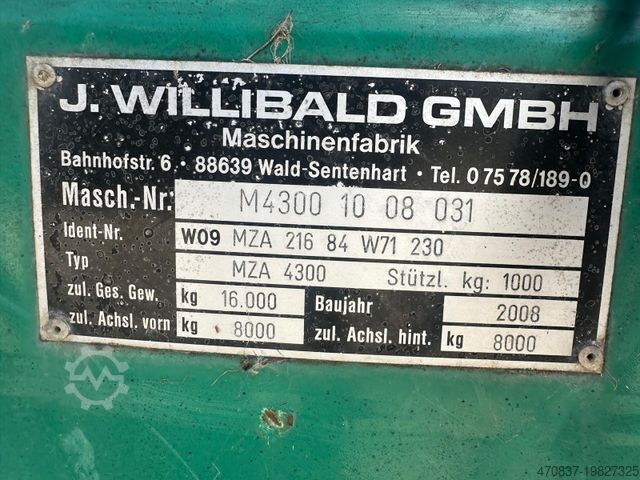 J. WILLIBALD GMBH
Maschinenfabrik
Bahnhofstr. 6 • 88639 Wald-Sentenhart • Tel. 0 75 78/189-0
Masch.-Nr. M4300 10 08 031
Ident-Nr. W09 MZA 216 84 W71 230
Typ MZA 4300 Stützl. kg: 1000
zul. Ges. Gew. kg 16.000 Baujahr 2008
zul. Achsl. vorn kg 8000 zul. Achsl. hint. kg 8000
470837-19827325